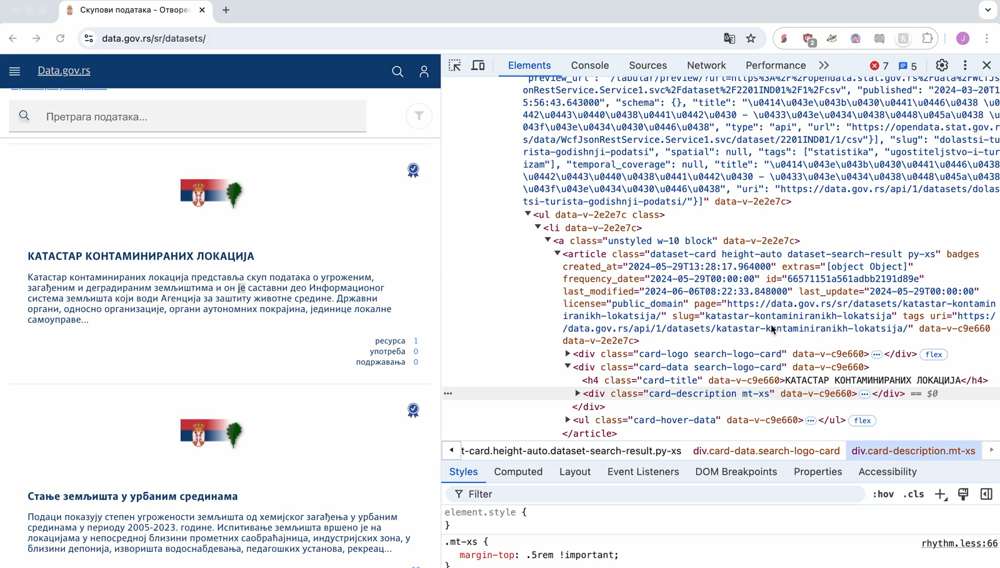 Скупови података - Отворен
data.gov.rs/sr/datasets/
2
J
Data.gov.rs
Претрага података...
КАТАСТАР КОНТАМИНИРАНИХ ЛОКАЦИЈА
Катастар контаминираних локација представља скуп података о угроженим,
загађеним и деградираним земљиштима и он је саставни део Информационог
система земљишта који води Агенција за заштиту животне средине. Државни
органи, односно организације, органи аутономних покрајина, јединице локалне
самоуправе...
ресурса 1
употреба 0
подржавања 0
Стање земљишта у урбаним срединама
Подаци показују степен угрожености земљишта од хемијског загађења у урбаним
срединама у периоду 2005-2023. године. Испитивање земљишта вршено је на
локацијама у непосредној близини прометних саобраћајница, индустријских зона, у
близини депонија, изворишта водоснабдевања, педагошких установа, рекреац...
Elements Console Sources Network Performance 7 5
"preview_url": "/tabular/preview/?url=https%3A%2F%2Fopendata.stat.gov.rs%2Fdata%2FWcfJs
onRestService.Service1.svc%2Fdataset%2F2201IND01%2F1%2Fcsv", "published": "2024-03-20T1
5:56:43.643000", "schema": {}, "title": "\u0414\u043e\u043b\u0430\u0441\u0446\u0438 \u0
442\u0443\u0440\u0438\u0441\u0442\u0430 - \u0433\u043e\u0434\u0438\u0448\u045a\u0438 \u
043f\u043e\u0434\u0430\u0446\u0438", "type": "api", "url": "https://opendata.stat.gov.r
s/data/WcfJsonRestService.Service1.svc/dataset/2201IND01/1/csv"}], "slug": "dolastsi-tu
rista-godishnji-podatsi", "spatial": null, "tags": ["statistika", "ugostiteljstvo-i-tur
izam"], "temporal_coverage": null, "title": "\u0414\u043e\u043b\u0430\u0441\u0446\u0438
\u0442\u0443\u0440\u0438\u0441\u0442\u0430 - \u0433\u043e\u0434\u0438\u0448\u045a\u0438
\u043f\u043e\u0434\u0430\u0446\u0438", "uri": "https://data.gov.rs/api/1/datasets/dolas
tsi-turista-godishnji-podatsi/"}]" data-v-2e2e7c>
<ul data-v-2e2e7c class>
<li data-v-2e2e7c>
<a class="unstyled w-10 block" data-v-2e2e7c>
<article class="dataset-card height-auto dataset-search-result py-xs" badges
created_at="2024-05-29T13:28:17.964000" extras="[object Object]"
frequency_date="2024-05-29T00:00:00" id="66571151a561adbb2191d89e"
last_modified="2024-06-06T08:22:33.848000" last_update="2024-05-29T00:00:00"
license="public_domain" page="https://data.gov.rs/sr/datasets/katastar-kontamin
iranikh-lokatsija/" slug="katastar-kontaminiranikh-lokatsija" tags uri="https:/
/data.gov.rs/api/1/datasets/katastar-kontaminiranikh-lokatsija/" data-v-c9e660
data-v-2e2e7c>
<div class="card-logo search-logo-card" data-v-c9e660>…</div> flex
<div class="card-data search-logo-card" data-v-c9e660>
<h4 class="card-title" data-v-c9e660>КАТАСТАР КОНТАМИНИРАНИХ ЛОКАЦИЈА</h4>
<div class="card-description mt-xs" data-v-c9e660>…</div> == $0
</div>
<ul class="card-hover-data" data-v-c9e660>…</ul> flex
</article>
t-card.height-auto.dataset-search-result.py-xs div.card-data.search-logo-card div.card-description.mt-xs
Styles Computed Layout Event Listeners DOM Breakpoints Properties Accessibility
Filter :hov .cls
element.style {
}
.mt-xs { rhythm.less:66
margin-top: .5rem !important;
}